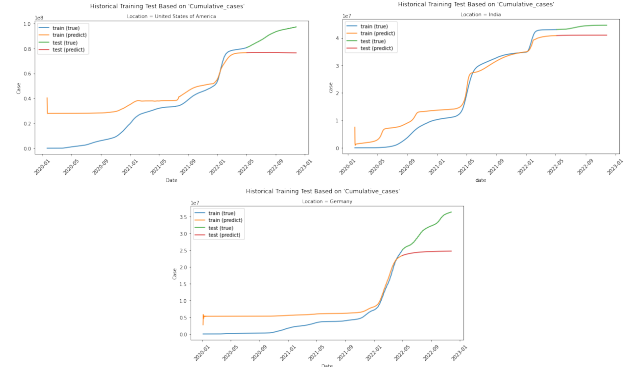 Historical Training Test Based on 'Cumulative_cases'
Location = United States of America
1e8
train (true)
train (predict)
test (true)
test (predict)
Case
1.0
0.8
0.6
0.4
0.2
0.0
2020-01
2020-05
2020-09
2021-01
2021-05
2021-09
2022-01
2022-05
2022-09
2023-01
Date
Historical Training Test Based on 'Cumulative_cases'
Location = India
1e7
train (true)
train (predict)
test (true)
test (predict)
Case
4
3
2
1
0
2020-01
2020-05
2020-09
2021-01
2021-05
2021-09
2022-01
2022-05
2022-09
2023-01
date
Historical Training Test Based on 'Cumulative_cases'
Location = Germany
1e7
train (true)
train (predict)
test (true)
test (predict)
Case
3.5
3.0
2.5
2.0
1.5
1.0
0.5
0.0
2020-01
2020-05
2020-09
2021-01
2021-05
2021-09
2022-01
2022-05
2022-09
2023-01
Date